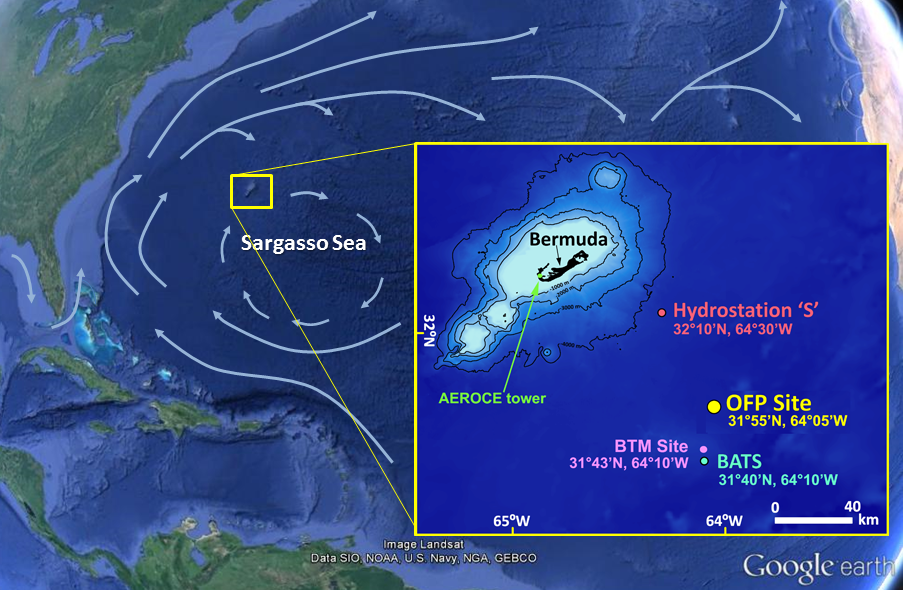 Sargasso Sea
Bermuda
-1000 m
-2000 m
-3000 m
-4000 m
32°N
Hydrostation ‘S’
32°10’N, 64°30’W
AEROCE tower
OFP Site
31°55’N, 64°05’W
BTM Site
31°43’N, 64°10’W
BATS
31°40’N, 64°10’W
65°W
64°W
0 40
km
Image Landsat
Data SIO, NOAA, U.S. Navy, NGA, GEBCO
Google earth